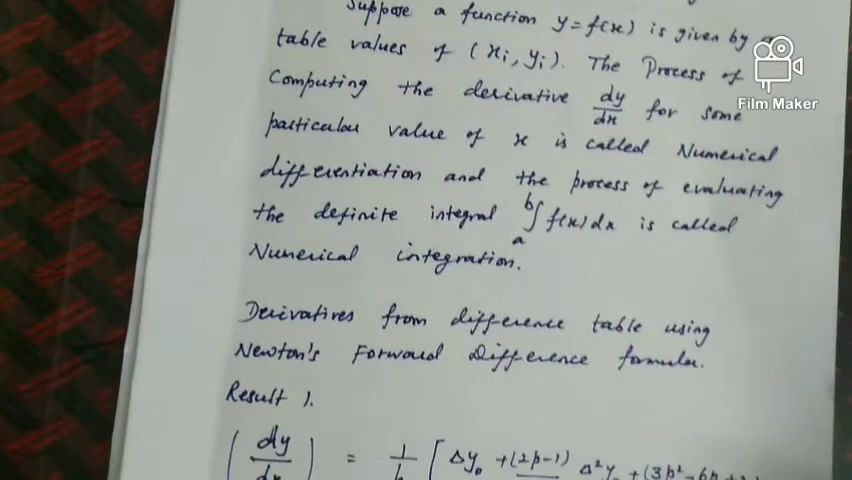 Suppose a function y = f(x) is given by a
table values of (xi, yi). The Process of
Computing the derivative dy/dx for some
particular value of x is called Numerical
differentiation and the process of evaluating
the definite integral b∫a f(x)dx is called
Numerical integration.
Derivatives from difference table using
Newton's Forward Difference formula.
Result 1.
(dy/dx) = 1/h [Δy₀ + (2p-1) Δ²y₀ + (3p²-6p+2)
Film Maker